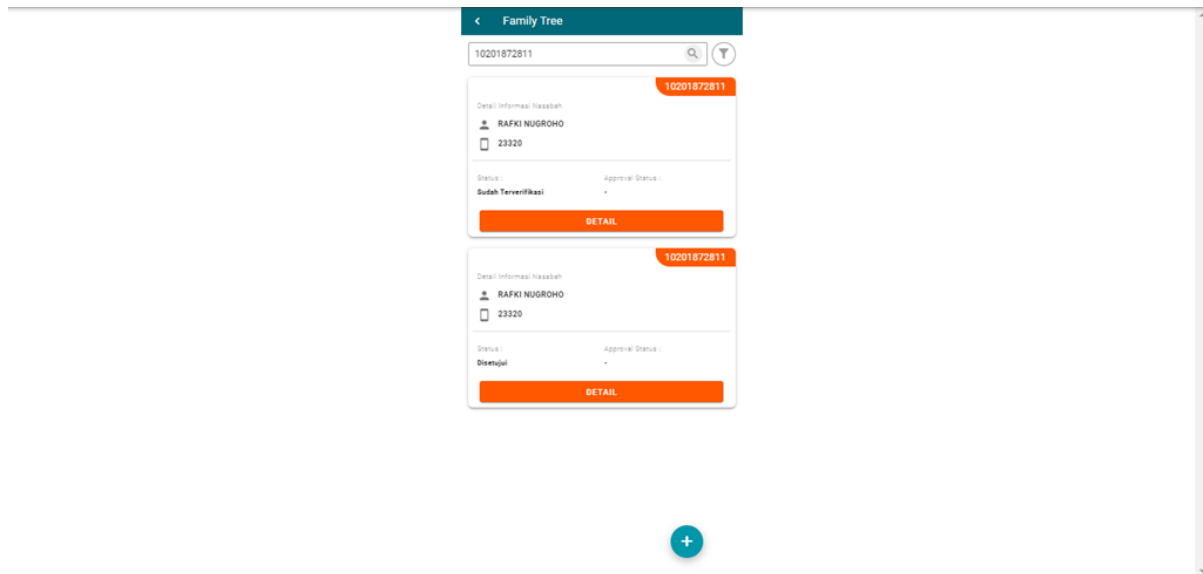 Family Tree
10201872811
10201872811
Detail Informasi Nasabah
RAFKI NUGROHO
23320
Status : Approval Status :
Sudah Terverifikasi -
DETAIL
10201872811
Detail Informasi Nasabah
RAFKI NUGROHO
23320
Status : Approval Status :
Disetujui -
DETAIL